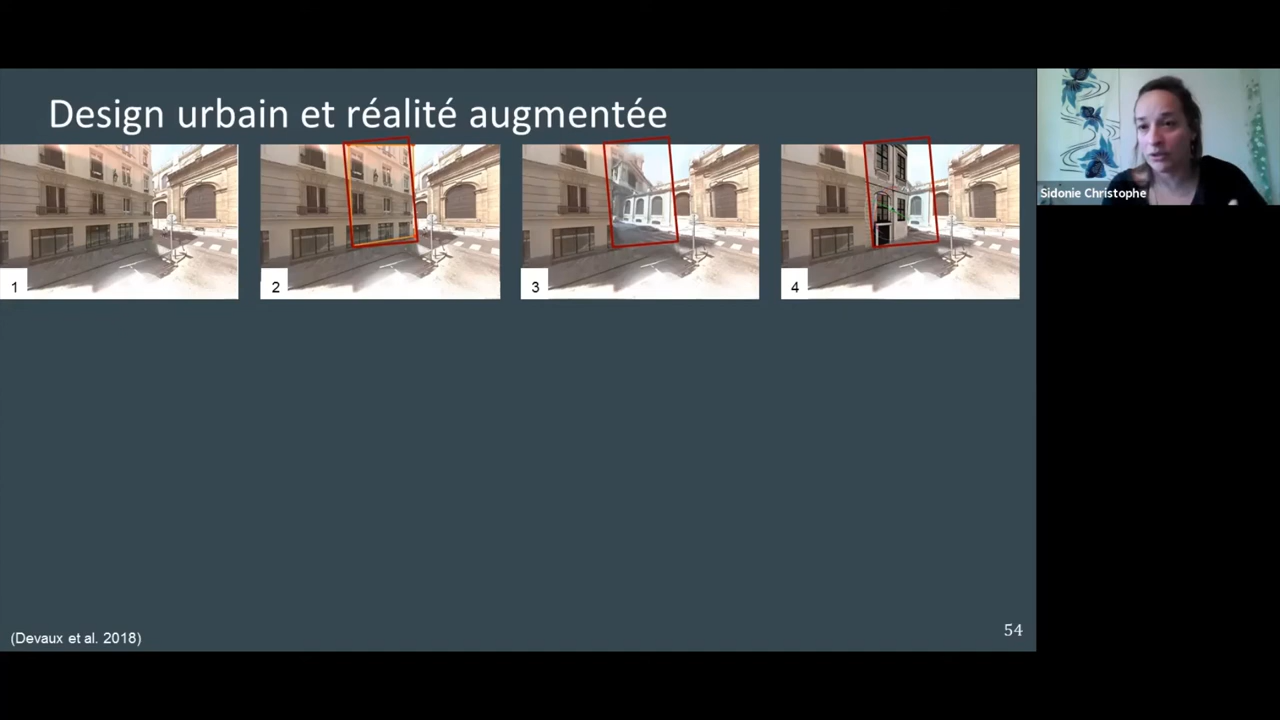 Design urbain et réalité augmentée
Sidonie Christophe
1
2
3
4
(Devaux et al. 2018)
54